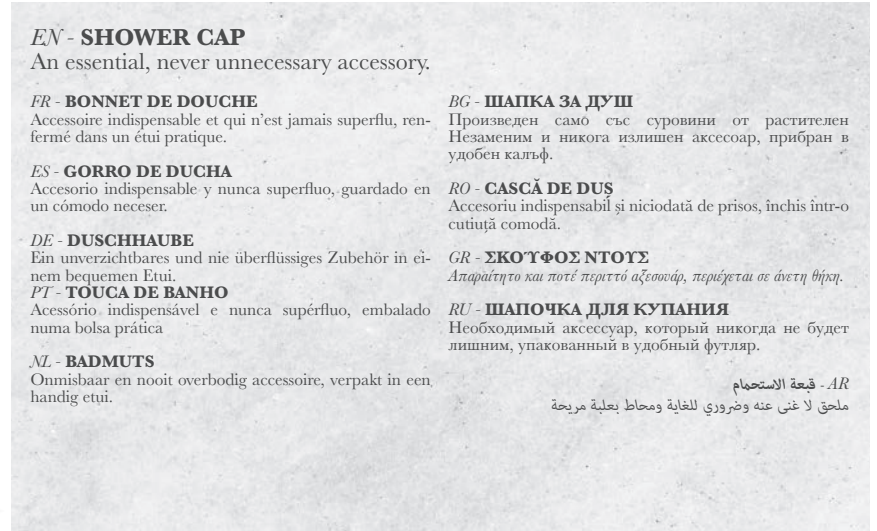 EN - SHOWER CAP
An essential, never unnecessary accessory.
FR - BONNET DE DOUCHE
Accessoire indispensable et qui n'est jamais superflu, ren-
fermé dans un étui pratique.
ES - GORRO DE DUCHA
Accesorio indispensable y nunca superfluo, guardado en
un cómodo neceser.
DE - DUSCHHAUBE
Ein unverzichtbares und nie überflüssiges Zubehör in ei-
nem bequemen Etui.
PT - TOUCA DE BANHO
Acessório indispensável e nunca supérfluo, embalado
numa bolsa prática
NL - BADMUTS
Onmisbaar en nooit overbodig accessoire, verpakt in een
handig etui.
BG - ШАПКА ЗА ДУШ
Произведен само със суровини от растителен
Незаменим и никога излишен аксесоар, прибран в
удобен калъф.
RO - CASCĂ DE DUȘ
Accesoriu indispensabil și niciodată de prisos, închis într-o
cutiuță comodă.
GR - ΣΚΟΎΦΟΣ ΝΤΟΥΣ
Απαραίτητο και ποτέ περιττό αξεσουάρ, περιέχεται σε άνετη θήκη.
RU - ШАПОЧКА ДЛЯ КУПАНИЯ
Необходимый аксессуар, который никогда не будет
лишним, упакованный в удобный футляр.
AR - قبعة الاستحمام
ملحق لا غنى عنه وضروري للغاية ومحاط بعلبة مريحة